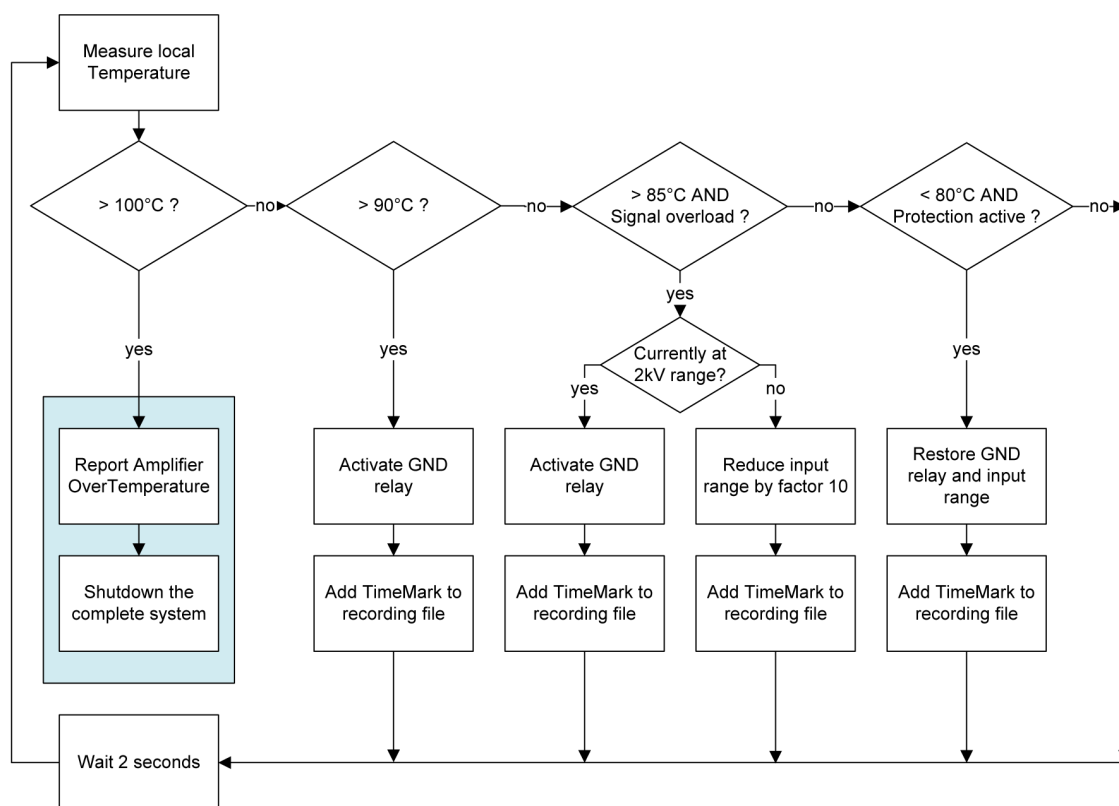 Measure local
Temperature
> 100°C ?
no
> 90°C ?
no
> 85°C AND
Signal overload ?
no
< 80°C AND
Protection active ?
no
yes
yes
yes
yes
Currently at
2kV range?
yes
no
Report Amplifier
OverTemperature
Activate GND
relay
Activate GND
relay
Reduce input
range by factor 10
Restore GND
relay and input
range
Shutdown the
complete system
Add TimeMark to
recording file
Add TimeMark to
recording file
Add TimeMark to
recording file
Add TimeMark to
recording file
Wait 2 seconds